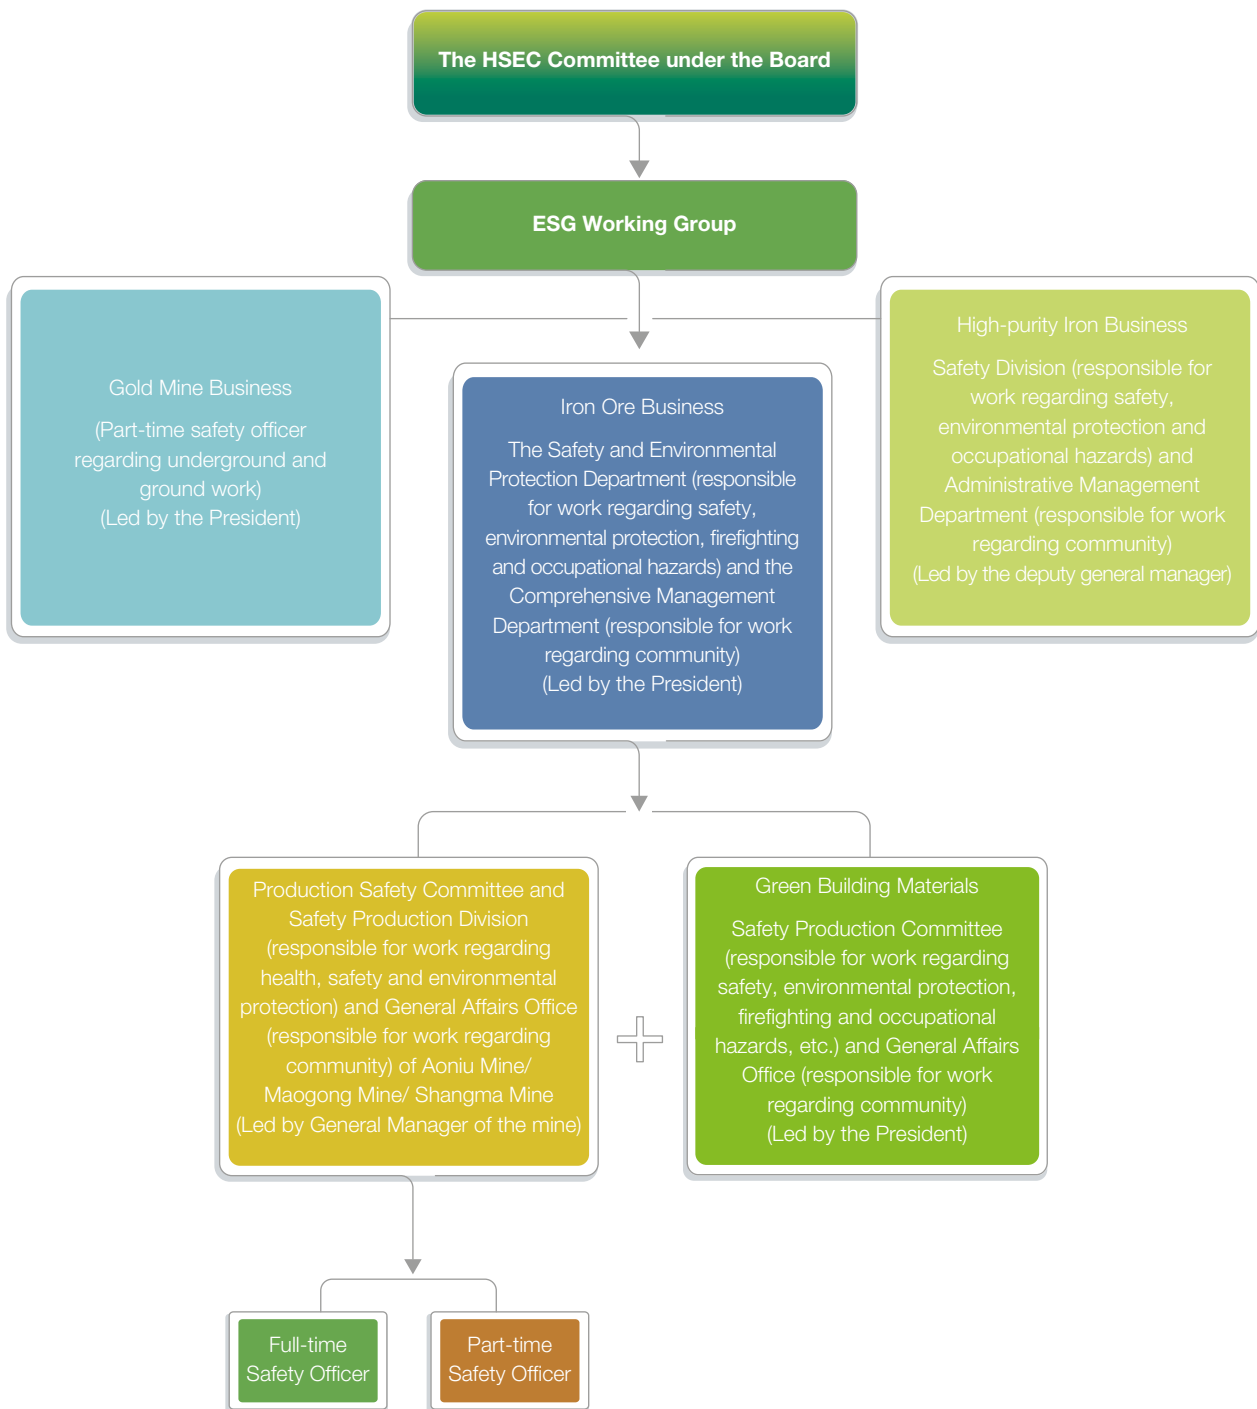 The HSEC Committee under the Board
ESG Working Group
Gold Mine Business
(Part-time safety officer
regarding underground and
ground work)
(Led by the President)
Iron Ore Business
The Safety and Environmental
Protection Department (responsible
for work regarding safety,
environmental protection, firefighting
and occupational hazards) and the
Comprehensive Management
Department (responsible for work
regarding community)
(Led by the President)
High-purity Iron Business
Safety Division (responsible for
work regarding safety,
environmental protection and
occupational hazards) and
Administrative Management
Department (responsible for work
regarding community)
(Led by the deputy general manager)
Production Safety Committee and
Safety Production Division
(responsible for work regarding
health, safety and environmental
protection) and General Affairs Office
(responsible for work regarding
community) of Aoniu Mine/
Maogong Mine/ Shangma Mine
(Led by General Manager of the mine)
Green Building Materials
Safety Production Committee
(responsible for work regarding
safety, environmental protection,
firefighting and occupational
hazards, etc.) and General Affairs
Office (responsible for work
regarding community)
(Led by the President)
Full-time
Safety Officer
Part-time
Safety Officer